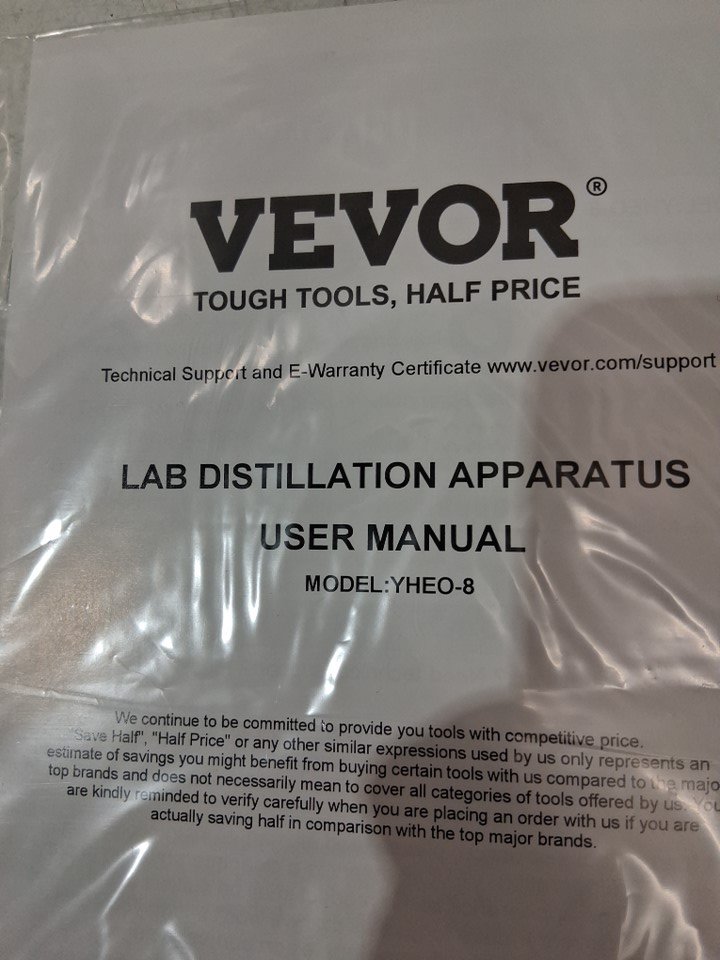 VEVOR®
TOUGH TOOLS, HALF PRICE
Technical Support and E-Warranty Certificate www.vevor.com/support
LAB DISTILLATION APPARATUS
USER MANUAL
MODEL:YHEO-8
We continue to be committed to provide you tools with competitive price.
"Save Half", "Half Price" or any other similar expressions used by us only represents an
estimate of savings you might benefit from buying certain tools with us compared to the majo
top brands and does not necessarily mean to cover all categories of tools offered by us. You
are kindly reminded to verify carefully when you are placing an order with us if you are
actually saving half in comparison with the top major brands.